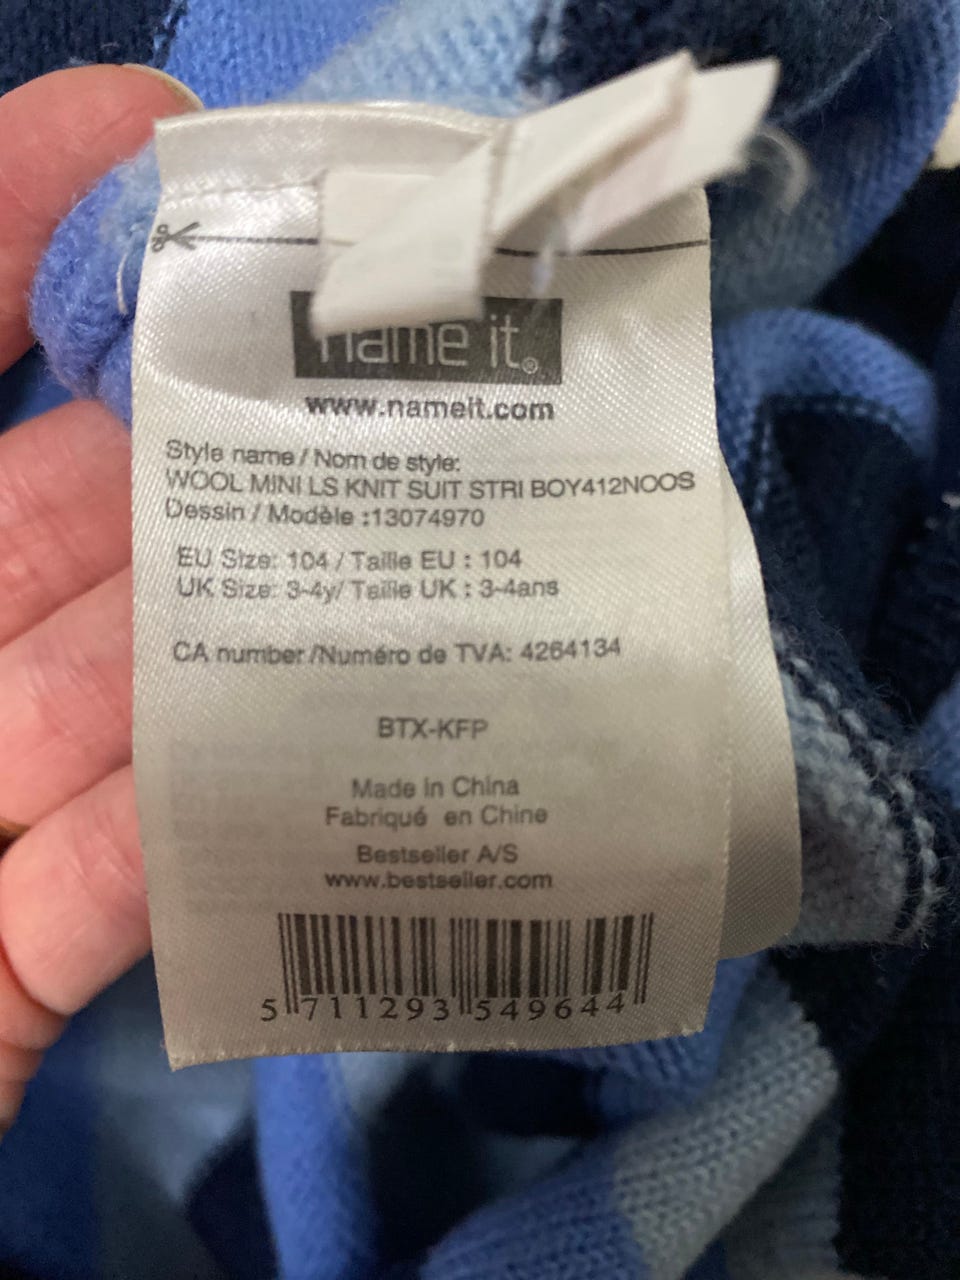 name it®
www.nameit.com
Style name / Nom de style:
WOOL MINI LS KNIT SUIT STRI BOY412NOOS
Dessin / Modèle :13074970
EU Size: 104 / Taille EU : 104
UK Size: 3-4y/ Taille UK : 3-4ans
CA number/Numéro de TVA: 4264134
BTX-KFP
Made in China
Fabriqué en Chine
Bestseller A/S
www.bestseller.com
5 711293 549644